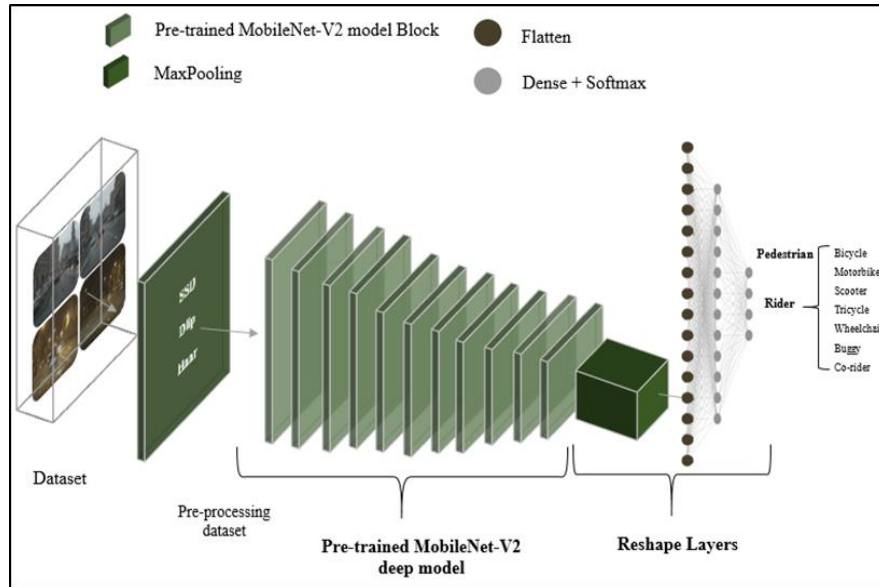 Pre-trained MobileNet-V2 model Block
MaxPooling
Flatten
Dense + Softmax
SSD
Dlip
Haar
Dataset
Pre-processing
dataset
Pre-trained MobileNet-V2
deep model
Reshape Layers
Pedestrian
Rider
Bicycle
Motorbike
Scooter
Tricycle
Wheelchair
Buggy
Co-rider